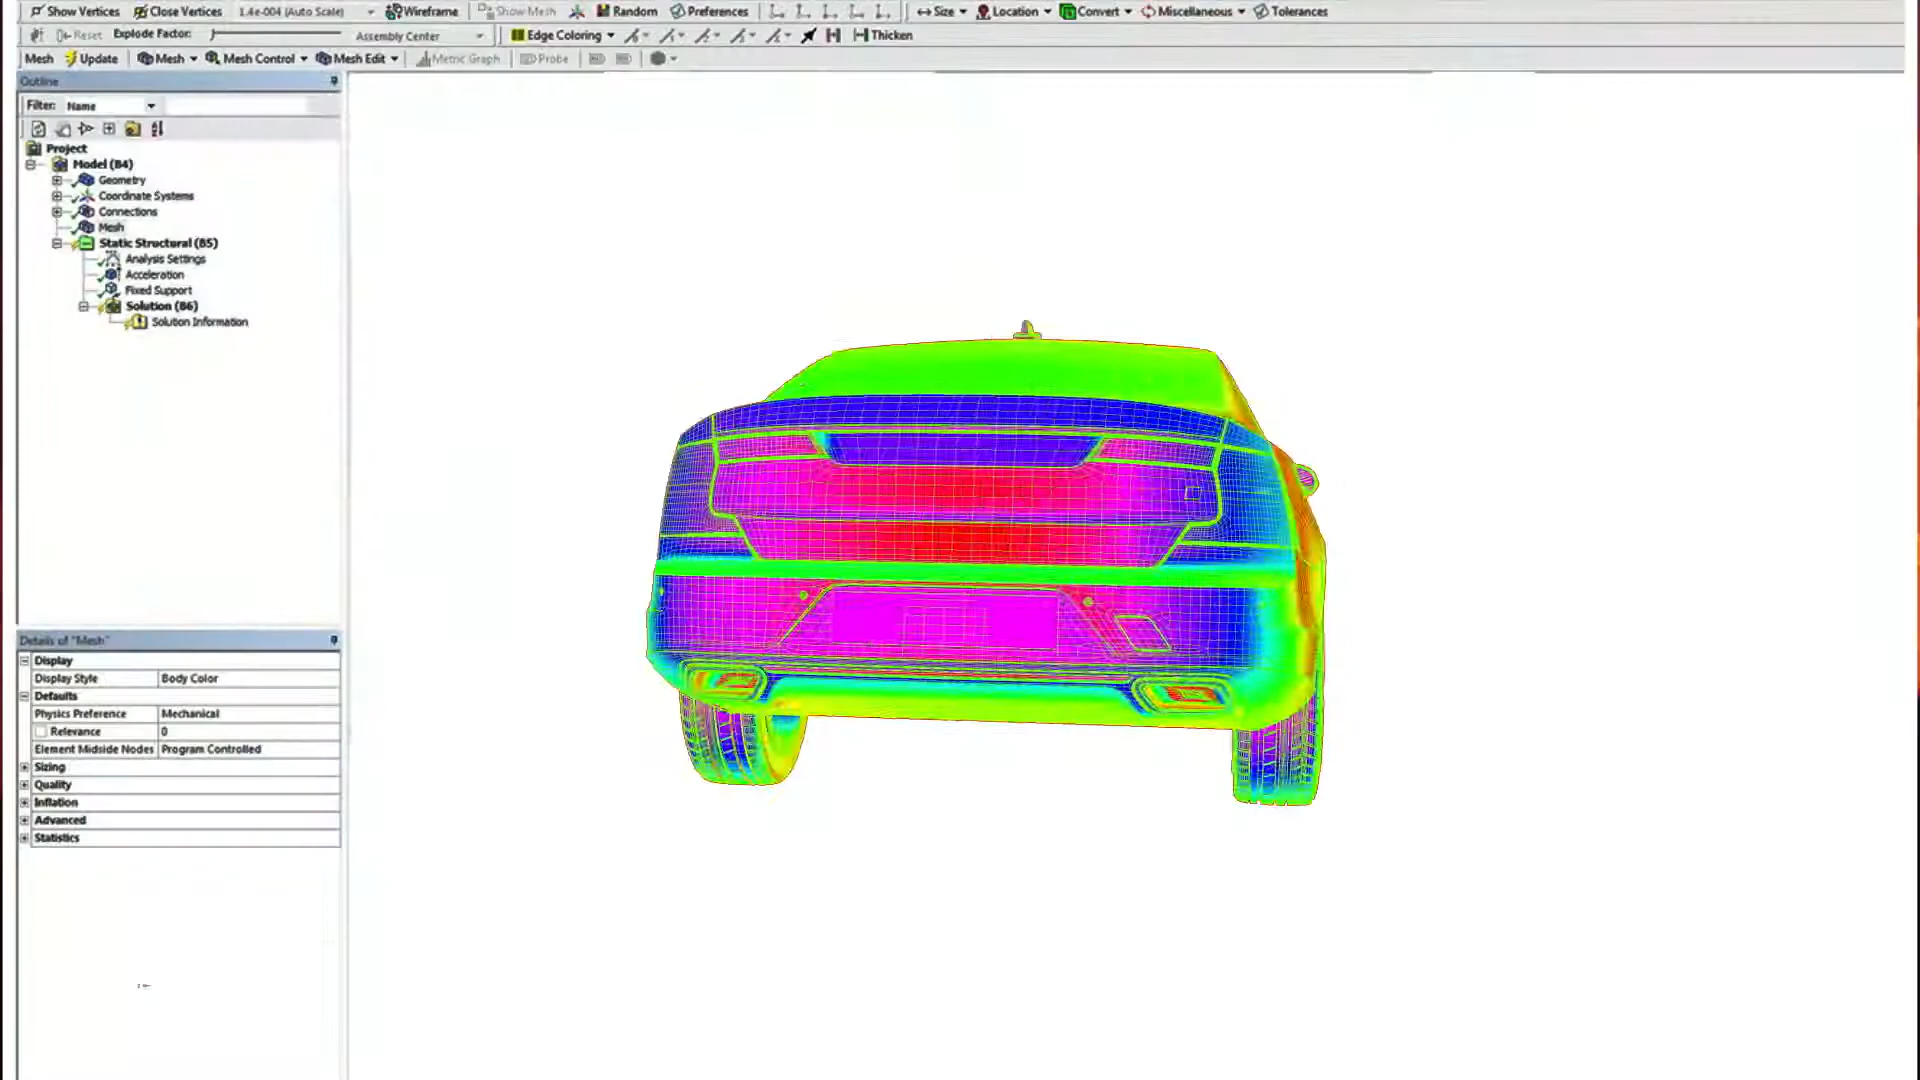 Show Vertices Close Vertices 1.4e-004 (Auto Scale) Wireframe Show Mesh Random Preferences Size Location Convert Miscellaneous Tolerances
Reset Explode Factor: Assembly Center Edge Coloring Thicken
Mesh Update Mesh Mesh Control Mesh Edit Metric Graph Probe
Outline
Filter: Name
Project
Model (B4)
Geometry
Coordinate Systems
Connections
Mesh
Static Structural (B5)
Analysis Settings
Acceleration
Fixed Support
Solution (B6)
Solution Information
Details of "Mesh"
Display
Display Style Body Color
Defaults
Physics Preference Mechanical
Relevance 0
Element Midside Nodes Program Controlled
Sizing
Quality
Inflation
Advanced
Statistics